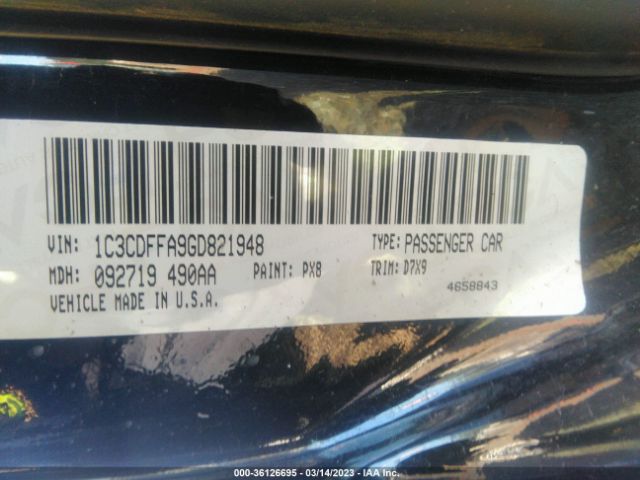 VIN: 1C3CDFFA9GD821948 TYPE: PASSENGER CAR
MDH: 092719 490AA PAINT: PX8 TRIM: D7X9
VEHICLE MADE IN U.S.A. 4658843
000-36126695 - 03/14/2023 - IAA Inc.